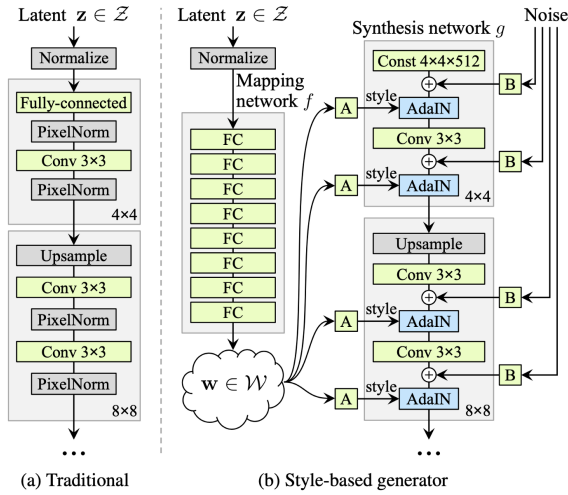 Latent z ∈ 𝒵
Normalize
Fully-connected
PixelNorm
Conv 3×3
PixelNorm
4×4
Upsample
Conv 3×3
PixelNorm
Conv 3×3
PixelNorm
8×8
...
(a) Traditional
Latent z ∈ 𝒵
Normalize
Mapping
network f
FC
FC
FC
FC
FC
FC
FC
FC
w ∈ 𝒲
A
style
A
style
A
style
A
style
Synthesis network g
Const 4×4×512
AdaIN
Conv 3×3
AdaIN
4×4
Upsample
Conv 3×3
AdaIN
Conv 3×3
AdaIN
8×8
...
Noise
B
B
B
B
(b) Style-based generator